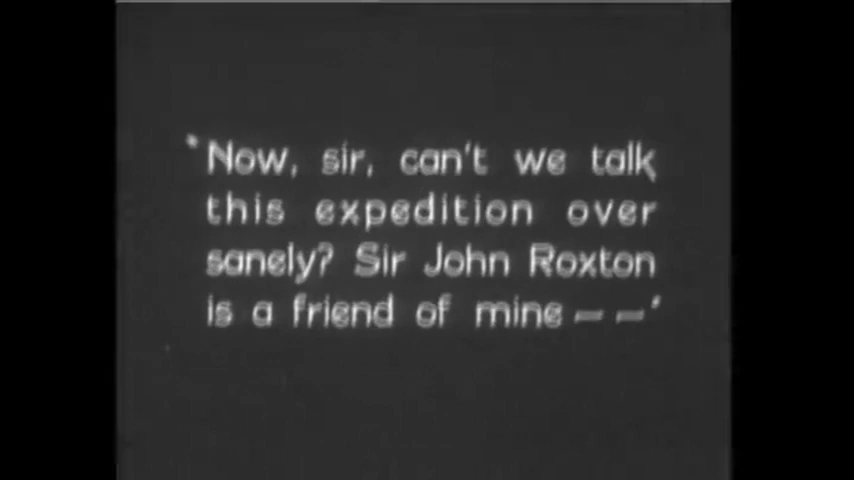 'Now, sir, can't we talk
this expedition over
sanely? Sir John Roxton
is a friend of mine — —'